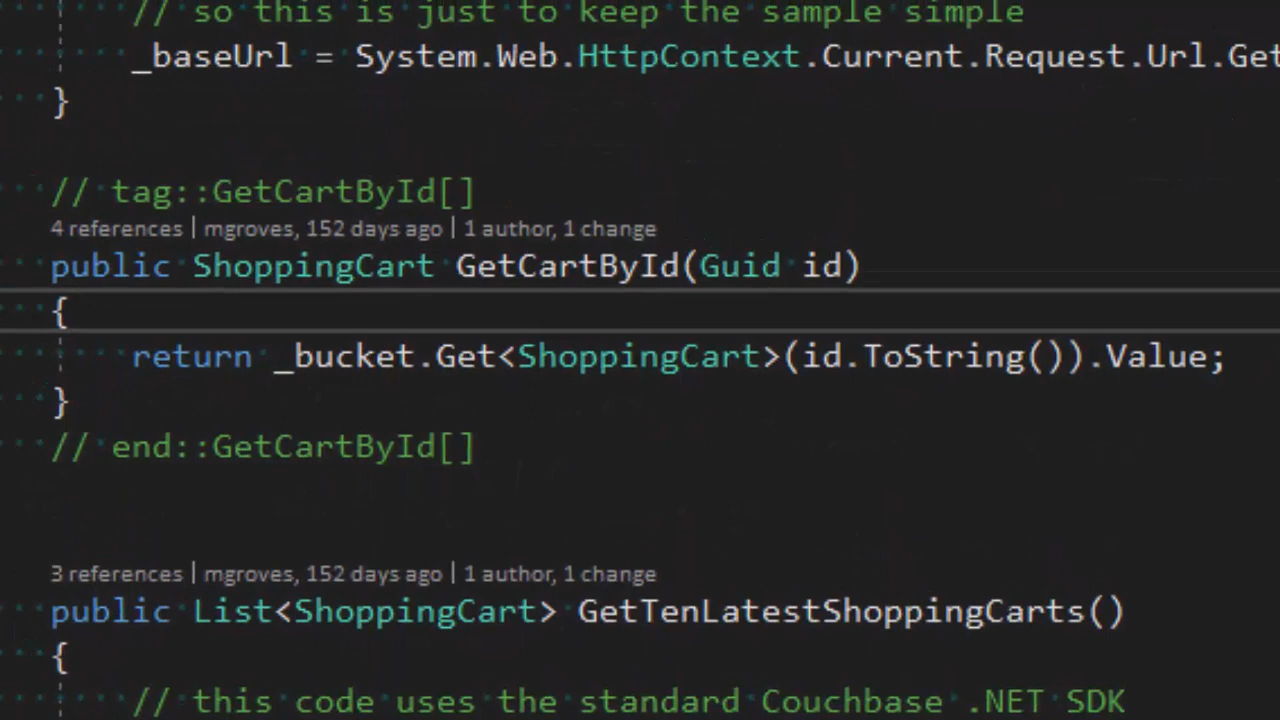 // so this is just to keep the sample simple
_baseUrl = System.Web.HttpContext.Current.Request.Url.Get
}
// tag::GetCartById[]
4 references | mgroves, 152 days ago | 1 author, 1 change
public ShoppingCart GetCartById(Guid id)
{
return _bucket.Get<ShoppingCart>(id.ToString()).Value;
}
// end::GetCartById[]
3 references | mgroves, 152 days ago | 1 author, 1 change
public List<ShoppingCart> GetTenLatestShoppingCarts()
{
// this code uses the standard Couchbase .NET SDK